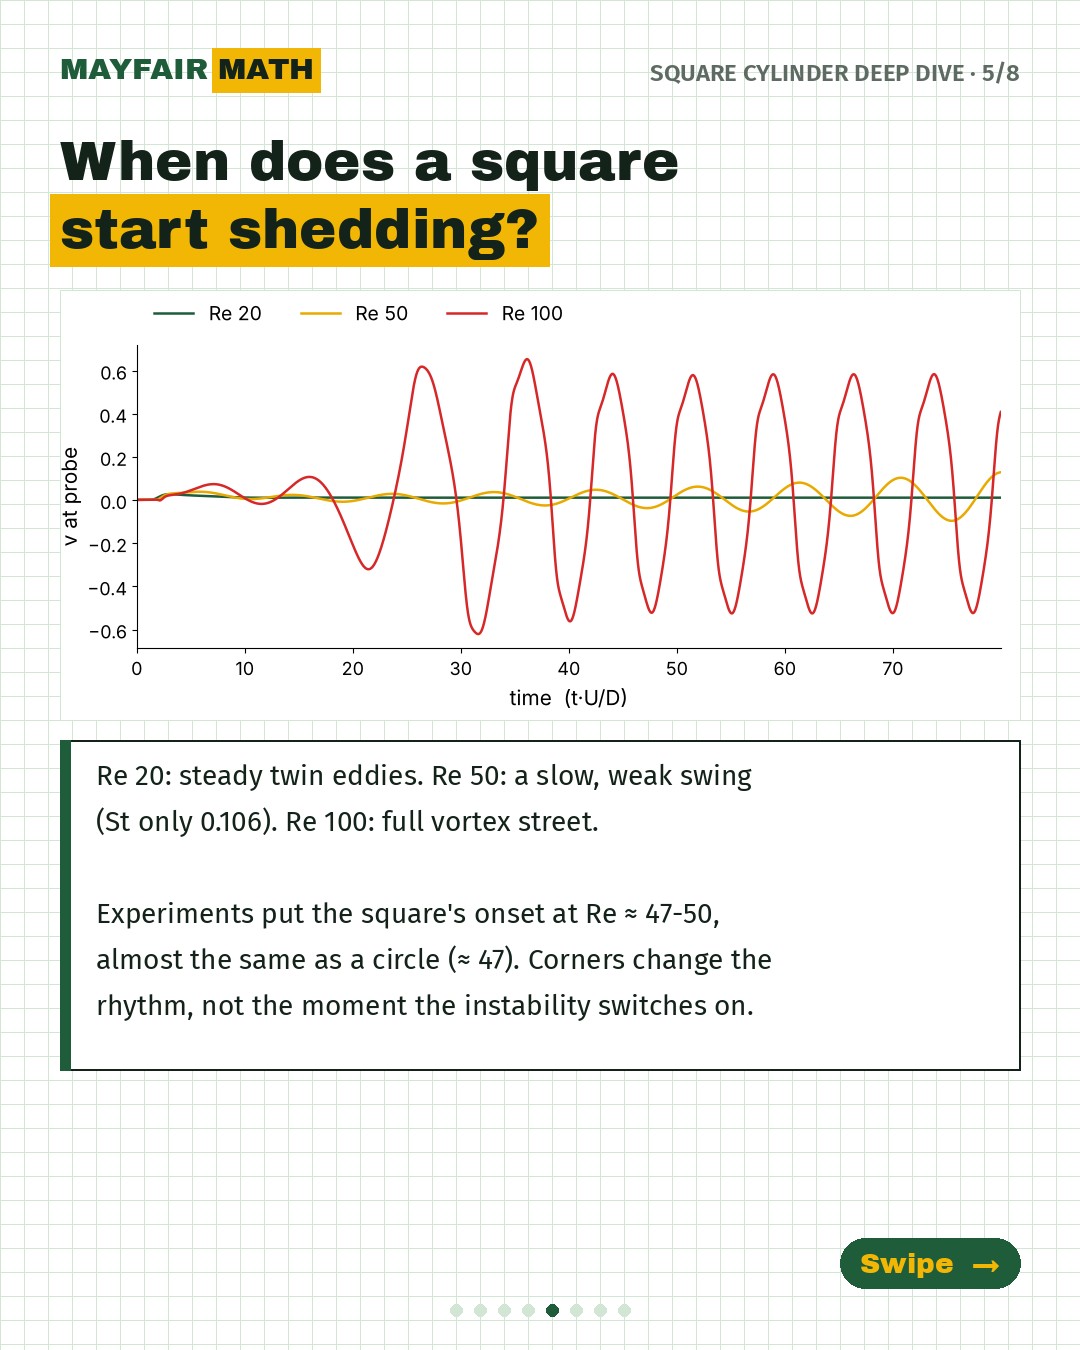 MAYFAIR MATH
SQUARE CYLINDER DEEP DIVE · 5/8
When does a square
start shedding?
Re 20
Re 50
Re 100
v at probe
0.6
0.4
0.2
0.0
−0.2
−0.4
−0.6
0 10 20 30 40 50 60 70
time (t·U/D)
Re 20: steady twin eddies. Re 50: a slow, weak swing
(St only 0.106). Re 100: full vortex street.
Experiments put the square's onset at Re ≈ 47-50,
almost the same as a circle (≈ 47). Corners change the
rhythm, not the moment the instability switches on.
Swipe →